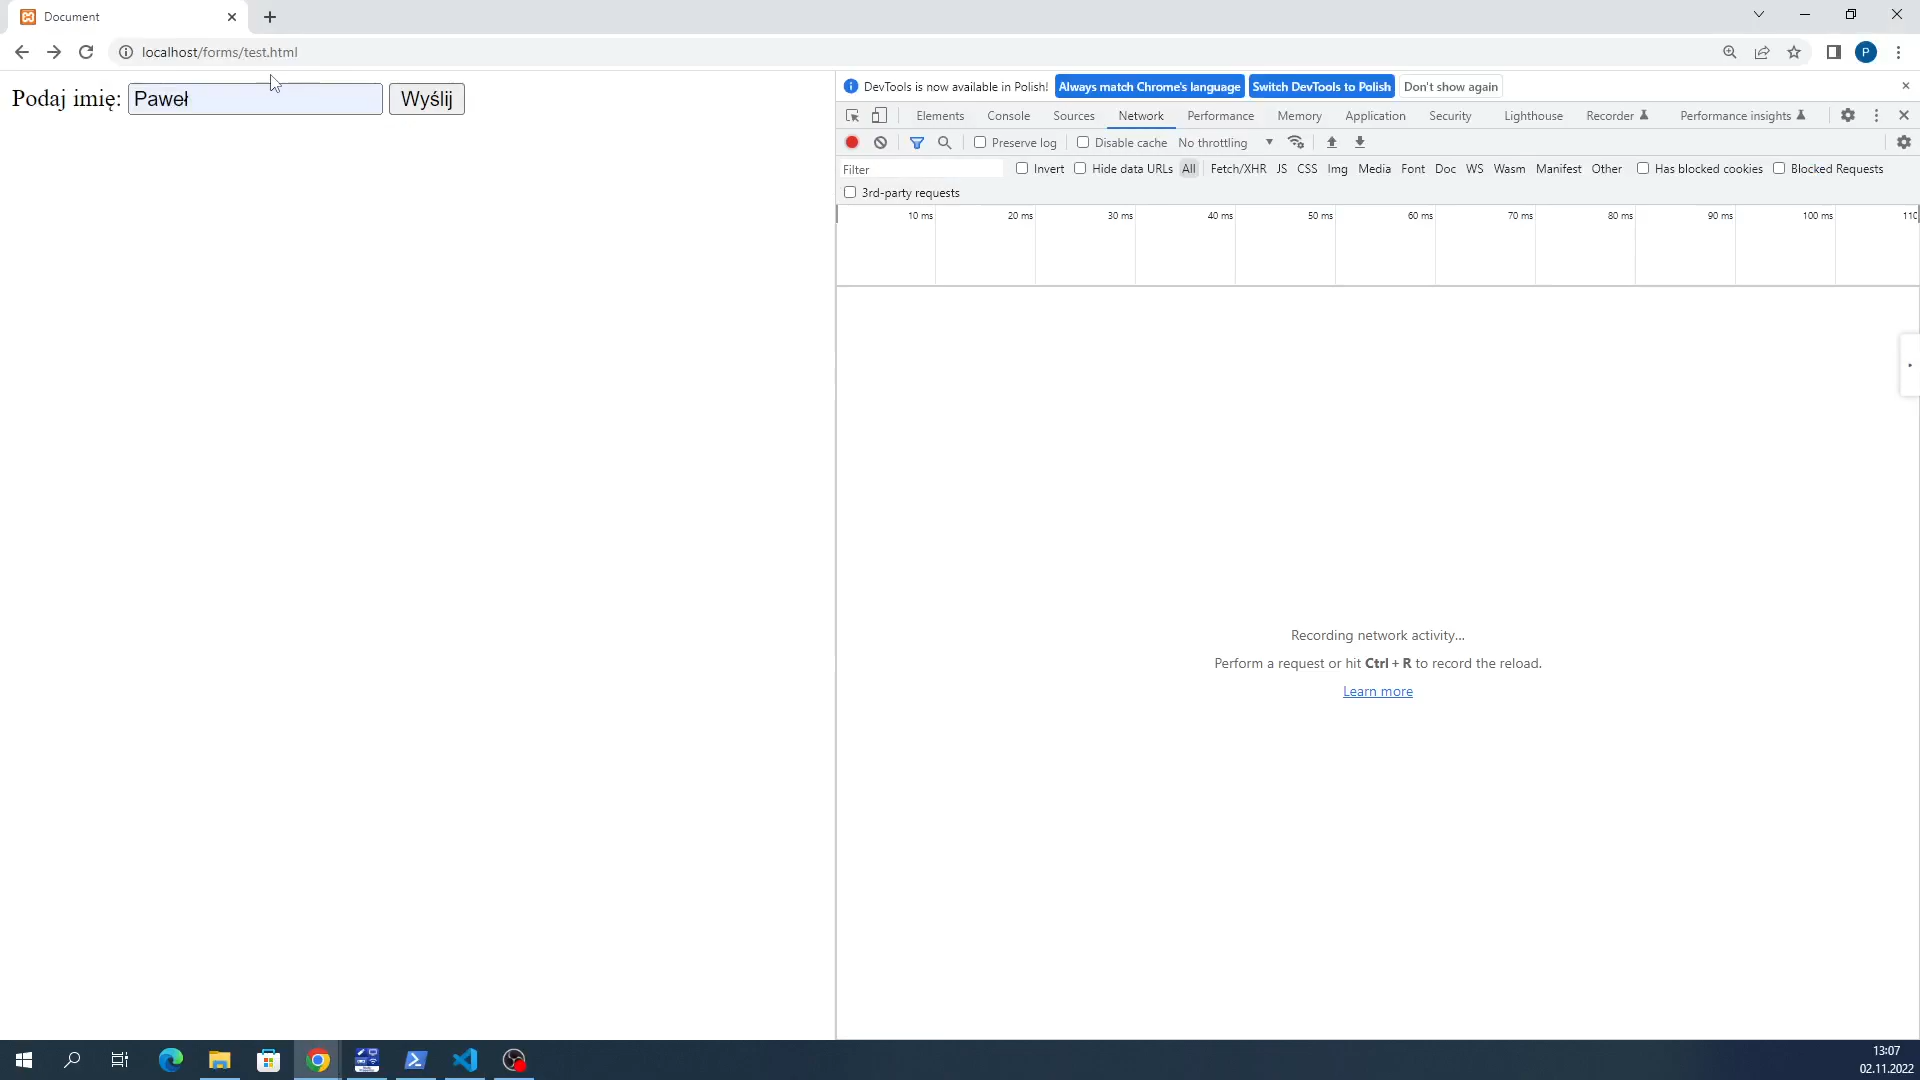 Document
localhost/forms/test.html
P
Podaj imię: Paweł Wyślij
DevTools is now available in Polish! Always match Chrome's language Switch DevTools to Polish Don't show again
Elements Console Sources Network Performance Memory Application Security Lighthouse Recorder Performance insights
Preserve log Disable cache No throttling
Filter Invert Hide data URLs All Fetch/XHR JS CSS Img Media Font Doc WS Wasm Manifest Other Has blocked cookies Blocked Requests
3rd-party requests
10 ms 20 ms 30 ms 40 ms 50 ms 60 ms 70 ms 80 ms 90 ms 100 ms 110
Recording network activity...
Perform a request or hit Ctrl + R to record the reload.
Learn more
13:07
02.11.2022